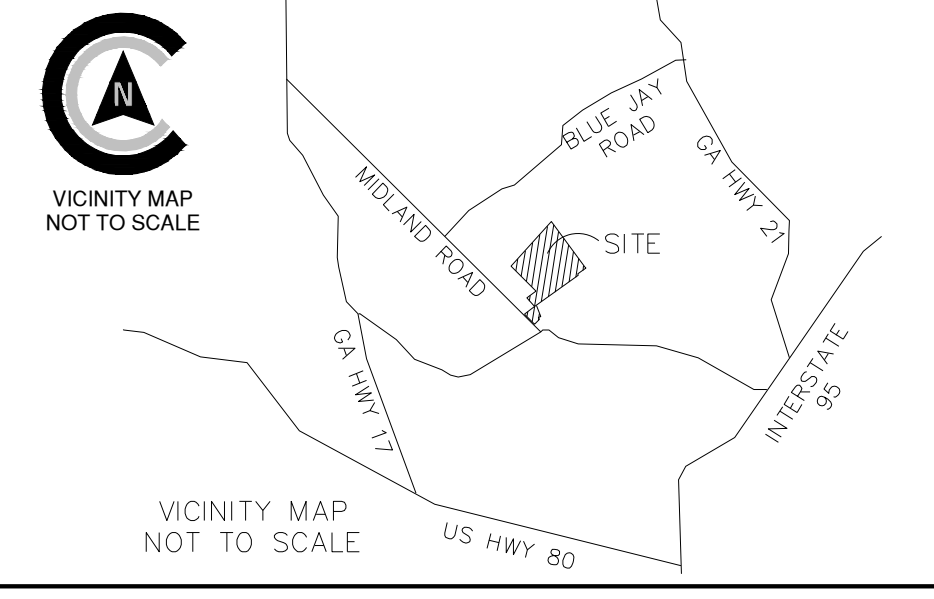 N
VICINITY MAP
NOT TO SCALE
BLUE JAY
ROAD
GA HWY 21
MIDLAND ROAD
SITE
GA HWY 17
INTERSTATE
95
VICINITY MAP
NOT TO SCALE
US HWY 80